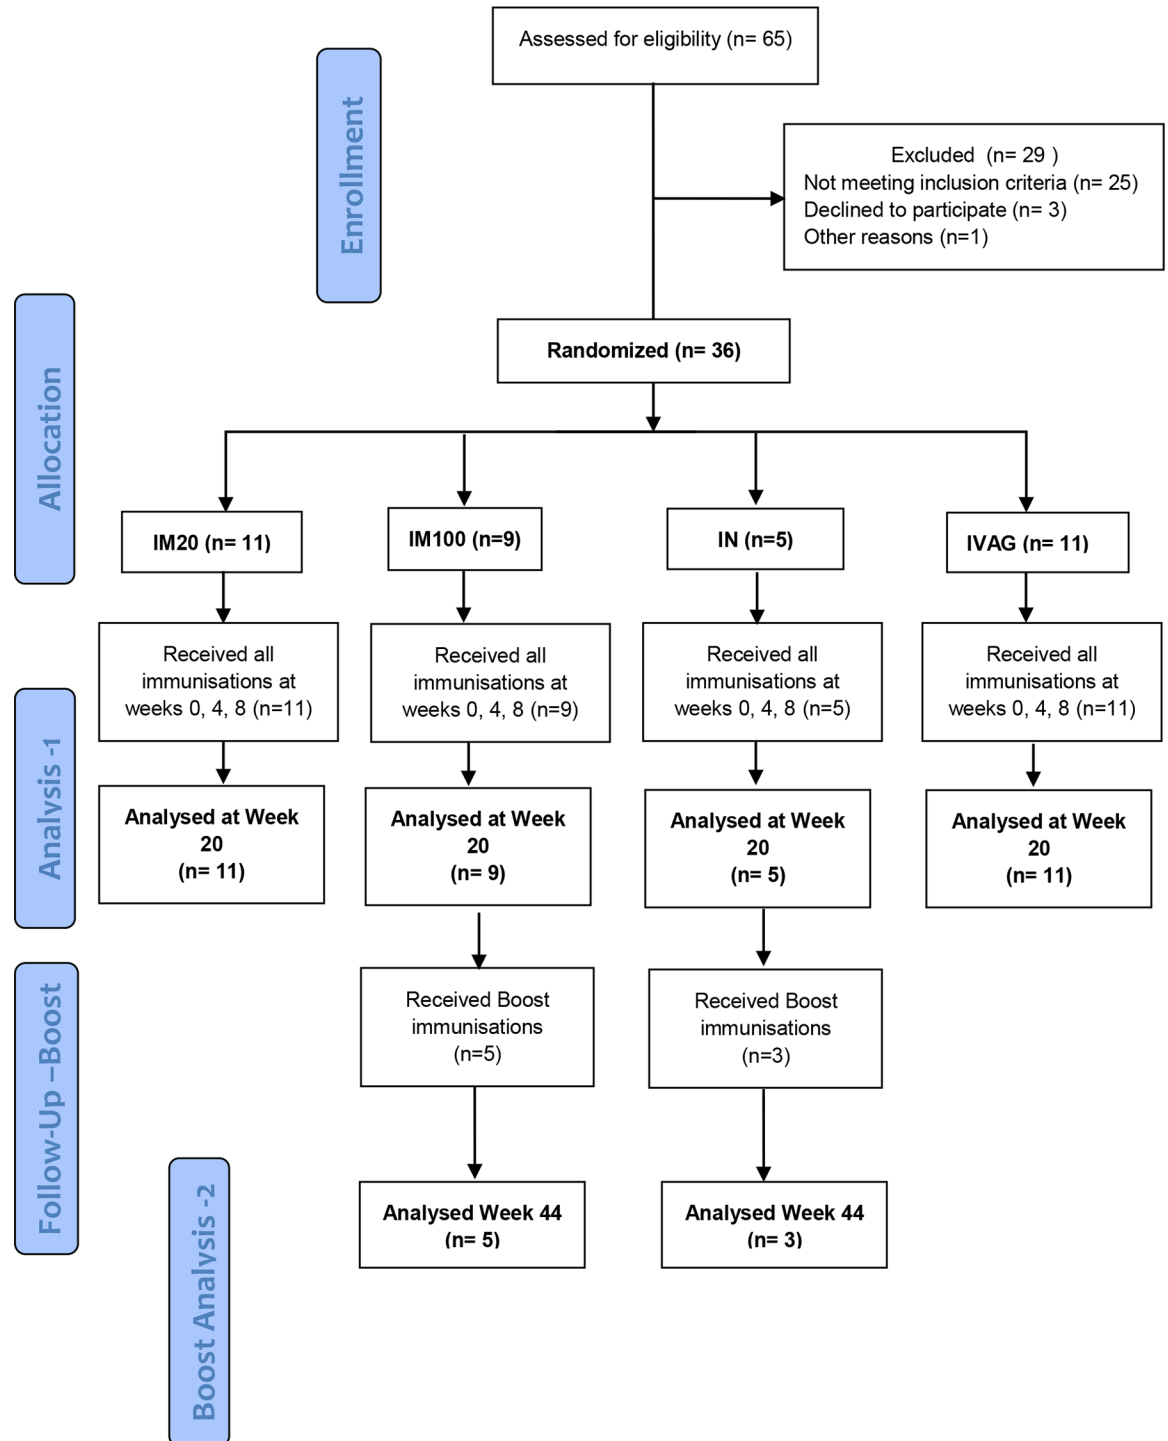 Assessed for eligibility (n= 65)
Enrollment
Excluded  (n= 29 )
Not meeting inclusion criteria (n= 25)
Declined to participate (n= 3)
Other reasons (n=1)
Randomized (n= 36)
Allocation
IM20 (n= 11)
IM100 (n=9)
IN (n=5)
IVAG (n= 11)
Received all
immunisations at
weeks 0, 4, 8 (n=11)
Received all
immunisations at
weeks 0, 4, 8 (n=9)
Received all
immunisations at
weeks 0, 4, 8 (n=5)
Received all
immunisations at
weeks 0, 4, 8 (n=11)
Analysis -1
Analysed at Week
20
(n= 11)
Analysed at Week
20
(n= 9)
Analysed at Week
20
(n= 5)
Analysed at Week
20
(n= 11)
Follow-Up –Boost
Received Boost
immunisations
(n=5)
Received Boost
immunisations
(n=3)
Boost Analysis -2
Analysed Week 44
(n= 5)
Analysed Week 44
(n= 3)